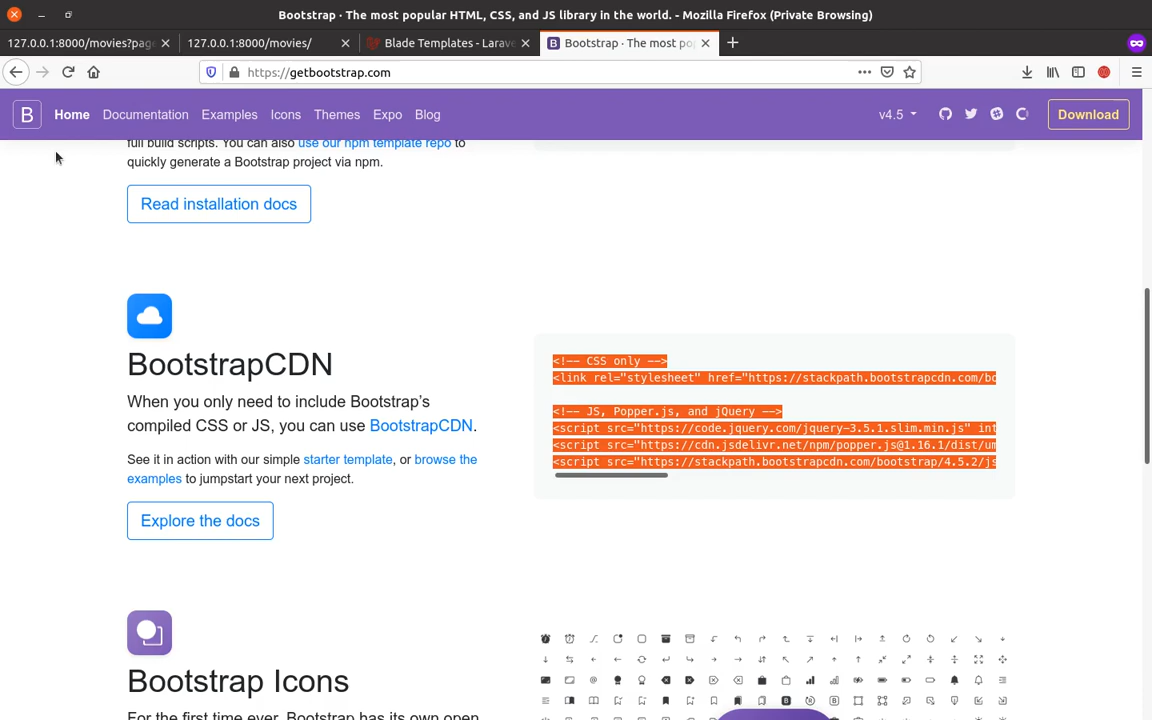 Bootstrap · The most popular HTML, CSS, and JS library in the world. - Mozilla Firefox (Private Browsing)
127.0.0.1:8000/movies?page
127.0.0.1:8000/movies/
Blade Templates - Larave
Bootstrap · The most po
https://getbootstrap.com
B
Home Documentation Examples Icons Themes Expo Blog
v4.5
Download
full build scripts. You can also use our npm template repo to
quickly generate a Bootstrap project via npm.
Read installation docs
BootstrapCDN
When you only need to include Bootstrap's
compiled CSS or JS, you can use BootstrapCDN.
See it in action with our simple starter template, or browse the
examples to jumpstart your next project.
Explore the docs
<!-- CSS only -->
<link rel="stylesheet" href="https://stackpath.bootstrapcdn.com/bo
<!-- JS, Popper.js, and jQuery -->
<script src="https://code.jquery.com/jquery-3.5.1.slim.min.js" int
<script src="https://cdn.jsdelivr.net/npm/popper.js@1.16.1/dist/um
<script src="https://stackpath.bootstrapcdn.com/bootstrap/4.5.2/js
Bootstrap Icons
For the first time ever, Bootstrap has its own open